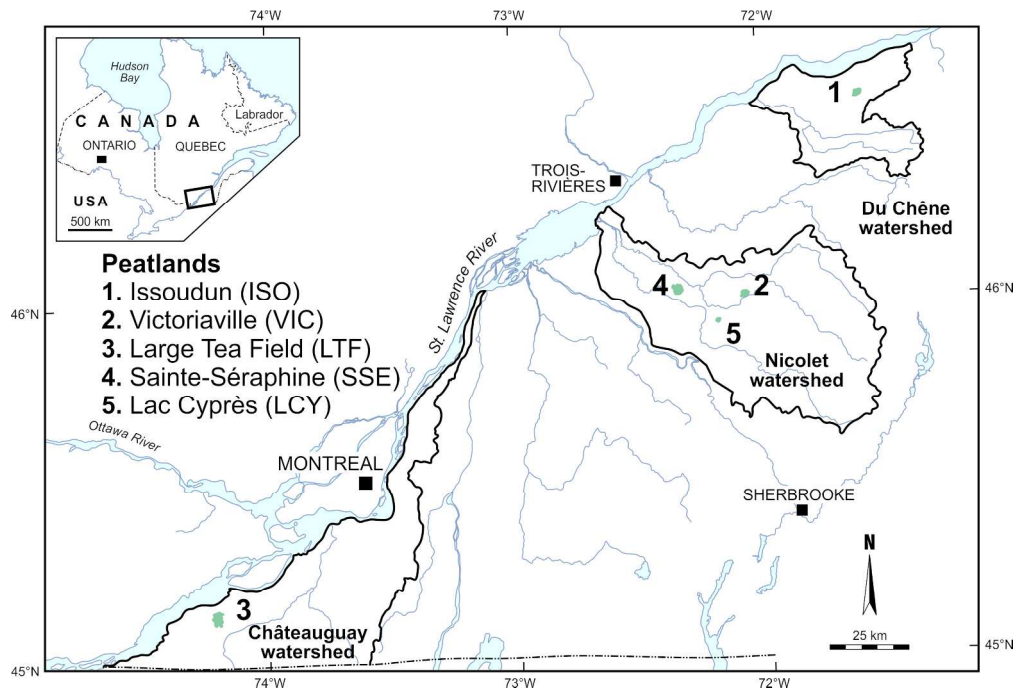 74°W
73°W
72°W
Hudson
Bay
CANADA
Labrador
ONTARIO
QUEBEC
USA
500 km
1
TROIS-
RIVIÈRES
Du Chêne
watershed
Peatlands
1. Issoudun (ISO)
2. Victoriaville (VIC)
3. Large Tea Field (LTF)
4. Sainte-Séraphine (SSE)
5. Lac Cyprès (LCY)
St. Lawrence River
4
2
5
46°N
46°N
Nicolet
watershed
Ottawa River
MONTREAL
SHERBROOKE
N
3
Châteauguay
watershed
25 km
45°N
45°N
74°W
73°W
72°W